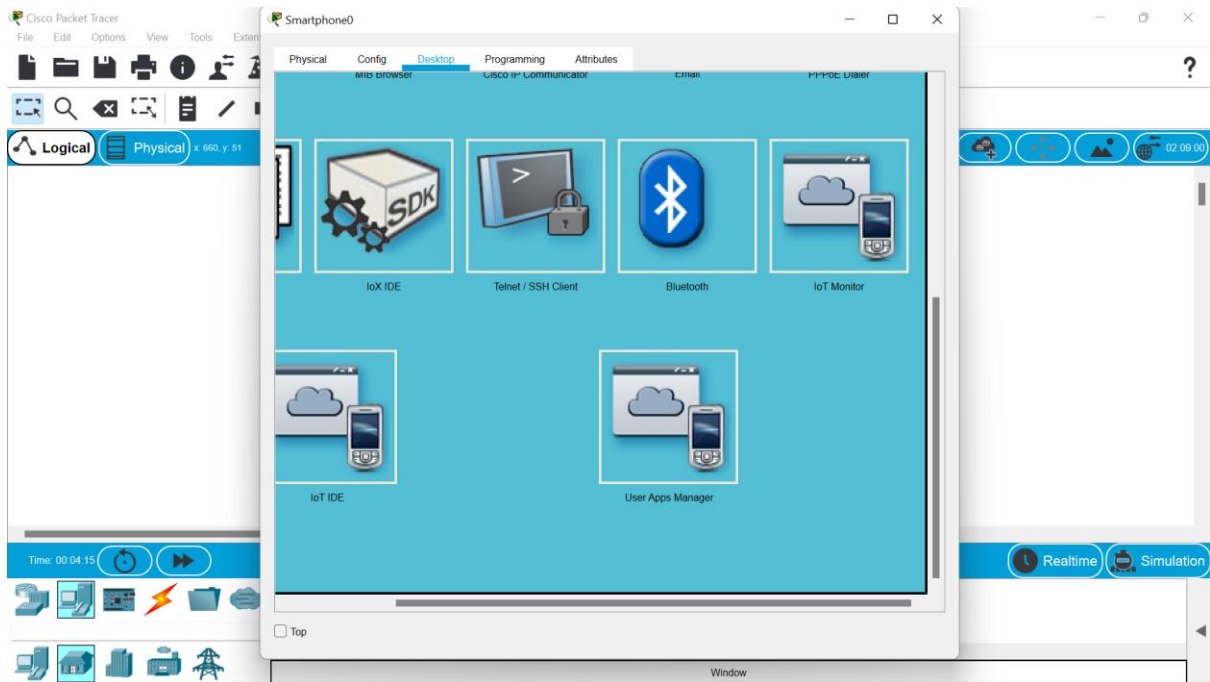 Cisco Packet Tracer
File Edit Options View Tools
Smartphone0
Physical Config Desktop Programming Attributes
MIB Browser Cisco IP Communicator Email PPPoE Dialer
Logical
Physical
x: 660, y: 51
02:09:00
SDK
IoX IDE
Telnet / SSH Client
Bluetooth
IoT Monitor
IoT IDE
User Apps Manager
Time: 00:04:15
Realtime
Simulation
Top
Window